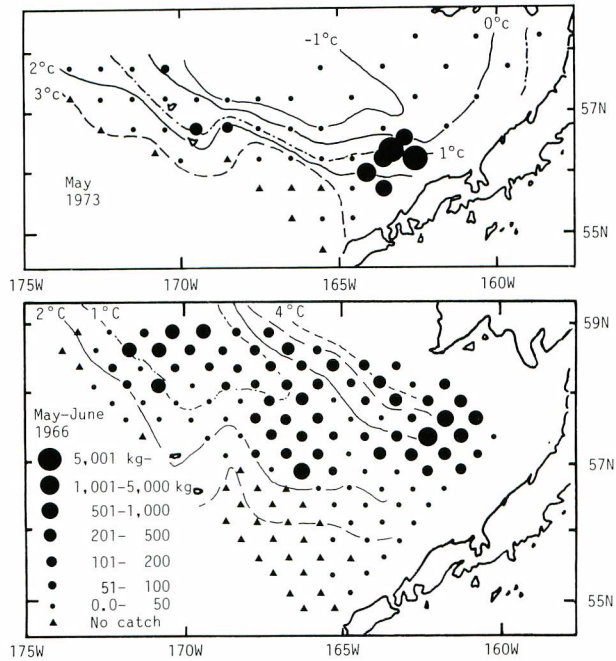 0°c
-1°c
2°c
3°c
57N
1°c
May
1973
55N
175W 170W 165W 160W
2°C 1°C 4°C
59N
May-June
1966
5,001 kg-
1,001-5,000 kg
501-1,000
201- 500
57N
101- 200
51- 100
0.0- 50
No catch
55N
175W 170W 165W 160W